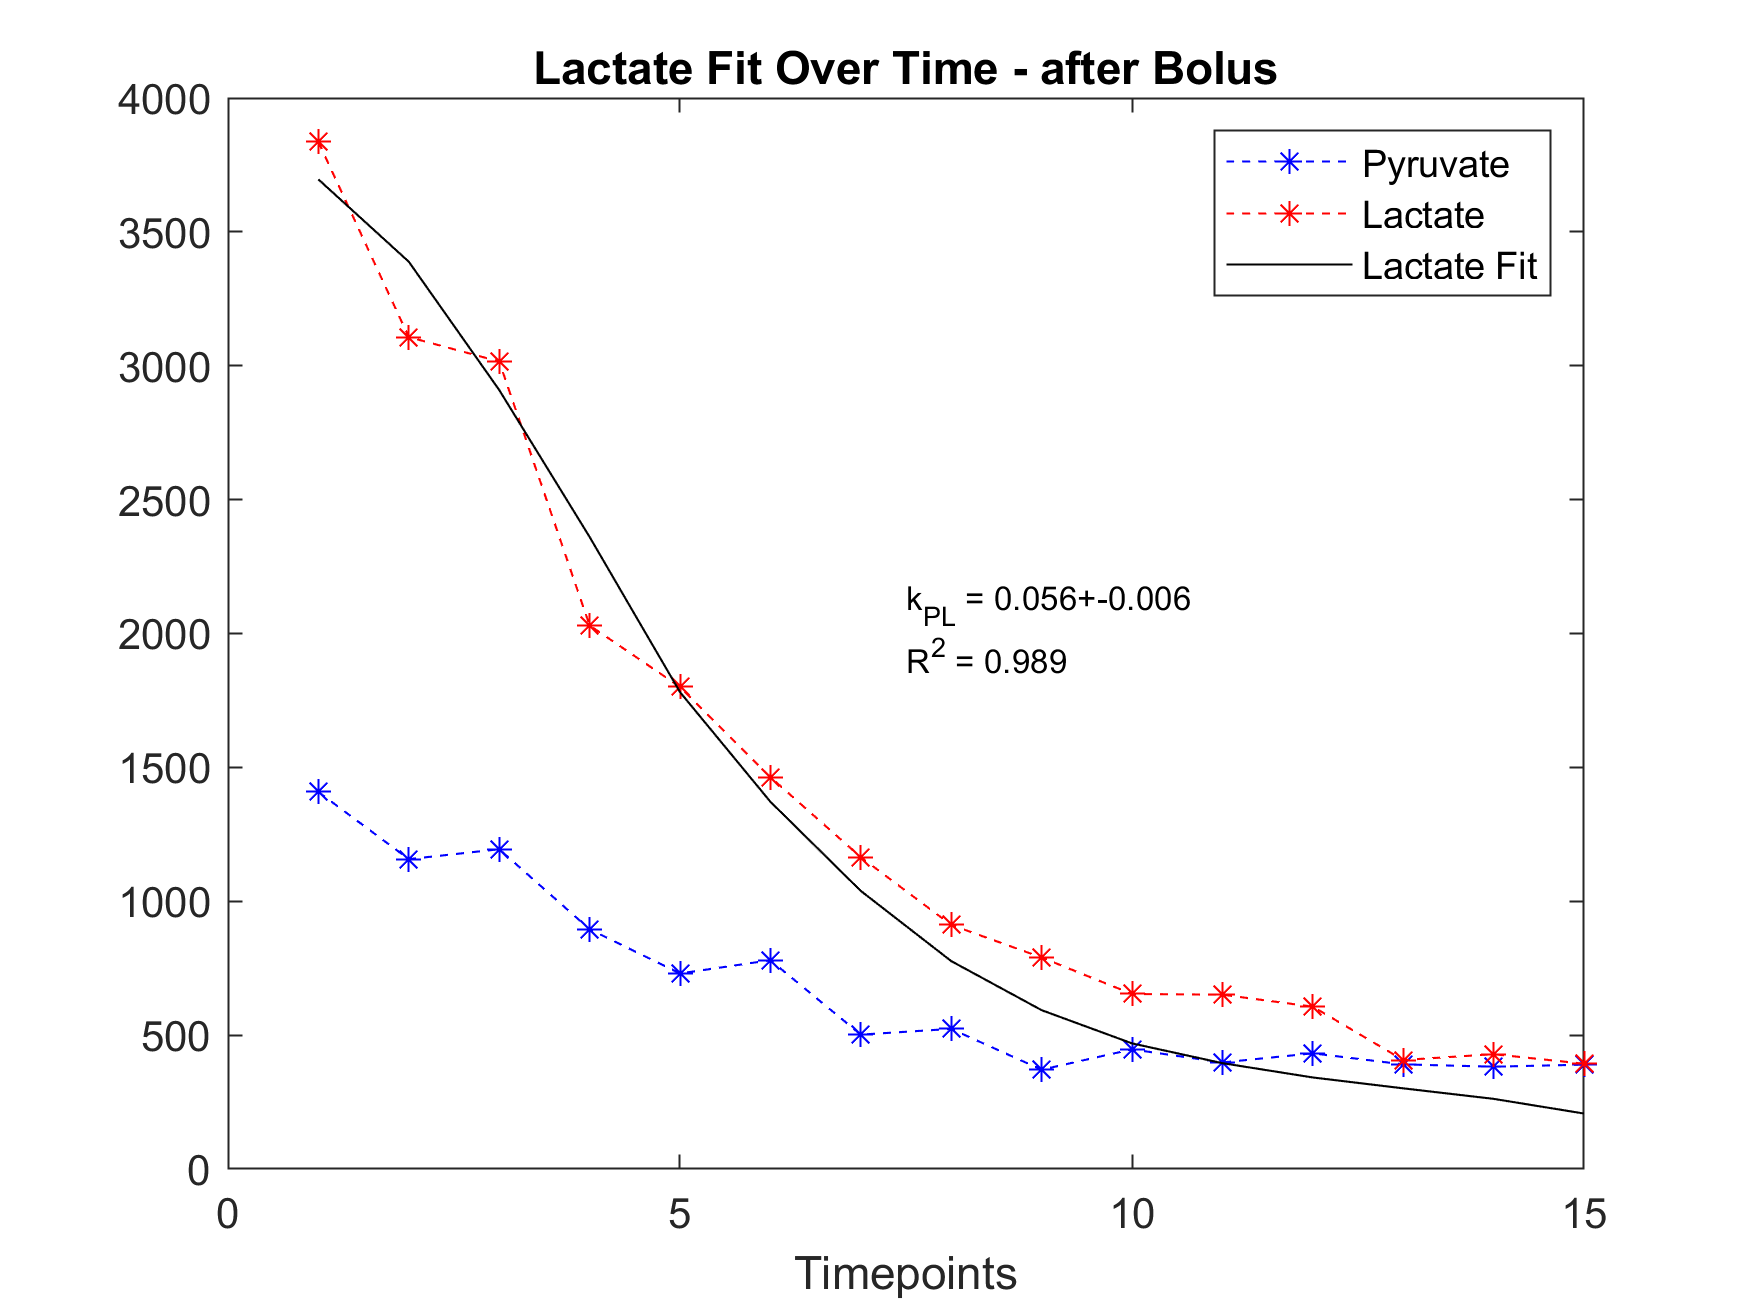 Lactate Fit Over Time - after Bolus
4000
3500
3000
2500
2000
1500
1000
500
0
Pyruvate
Lactate
Lactate Fit
kPL = 0.056+-0.006
R2 = 0.989
0 5 10 15
Timepoints